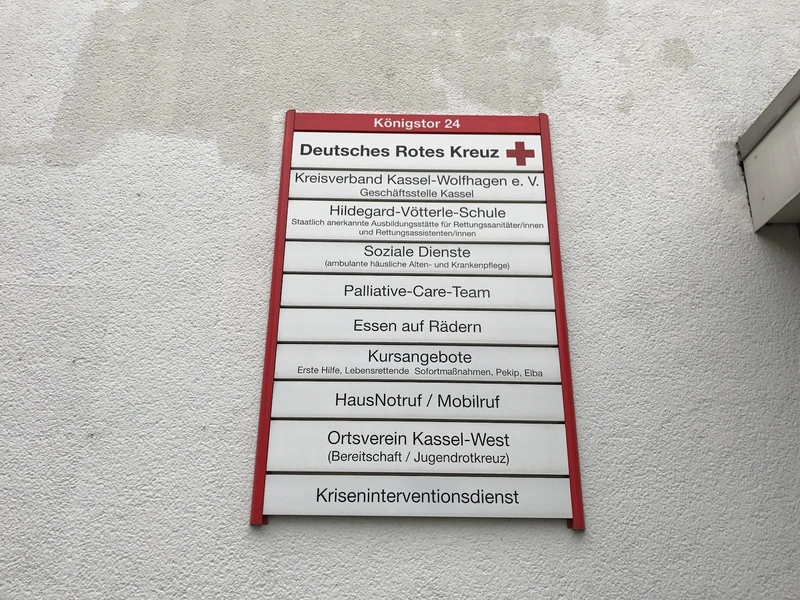 Königstor 24
Deutsches Rotes Kreuz
Kreisverband Kassel-Wolfhagen e. V.
Geschäftsstelle Kassel
Hildegard-Vötterle-Schule
Staatlich anerkannte Ausbildungsstätte für Rettungssanitäter/innen
und Rettungsassistenten/innen
Soziale Dienste
(ambulante häusliche Alten- und Krankenpflege)
Palliative-Care-Team
Essen auf Rädern
Kursangebote
Erste Hilfe, Lebensrettende Sofortmaßnahmen, Pekip, Elba
HausNotruf / Mobilruf
Ortsverein Kassel-West
(Bereitschaft / Jugendrotkreuz)
Kriseninterventionsdienst